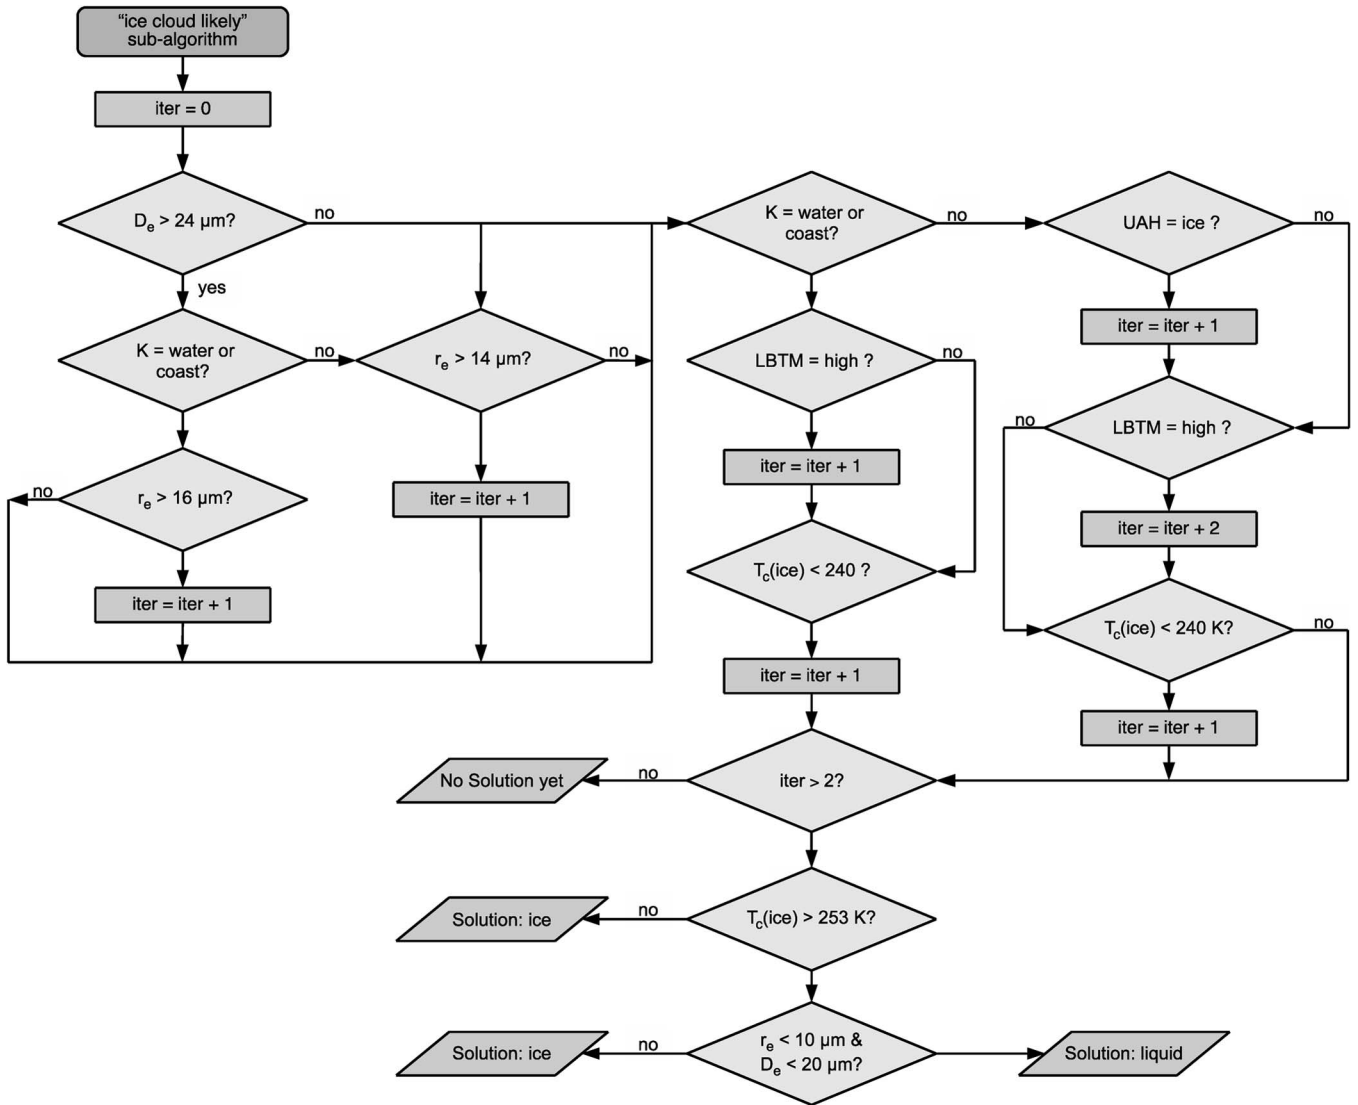 “ice cloud likely”
sub-algorithm
iter = 0
De > 24 µm?
no
yes
K = water or
coast?
no
re > 14 µm?
no
re > 16 µm?
no
iter = iter + 1
iter = iter + 1
K = water or
coast?
no
LBTM = high ?
no
iter = iter + 1
Tc(ice) < 240 ?
iter = iter + 1
UAH = ice ?
no
iter = iter + 1
LBTM = high ?
no
iter = iter + 2
Tc(ice) < 240 K?
no
iter = iter + 1
iter > 2?
no
No Solution yet
Tc(ice) > 253 K?
no
Solution: ice
re < 10 µm &
De < 20 µm?
no
Solution: ice
Solution: liquid